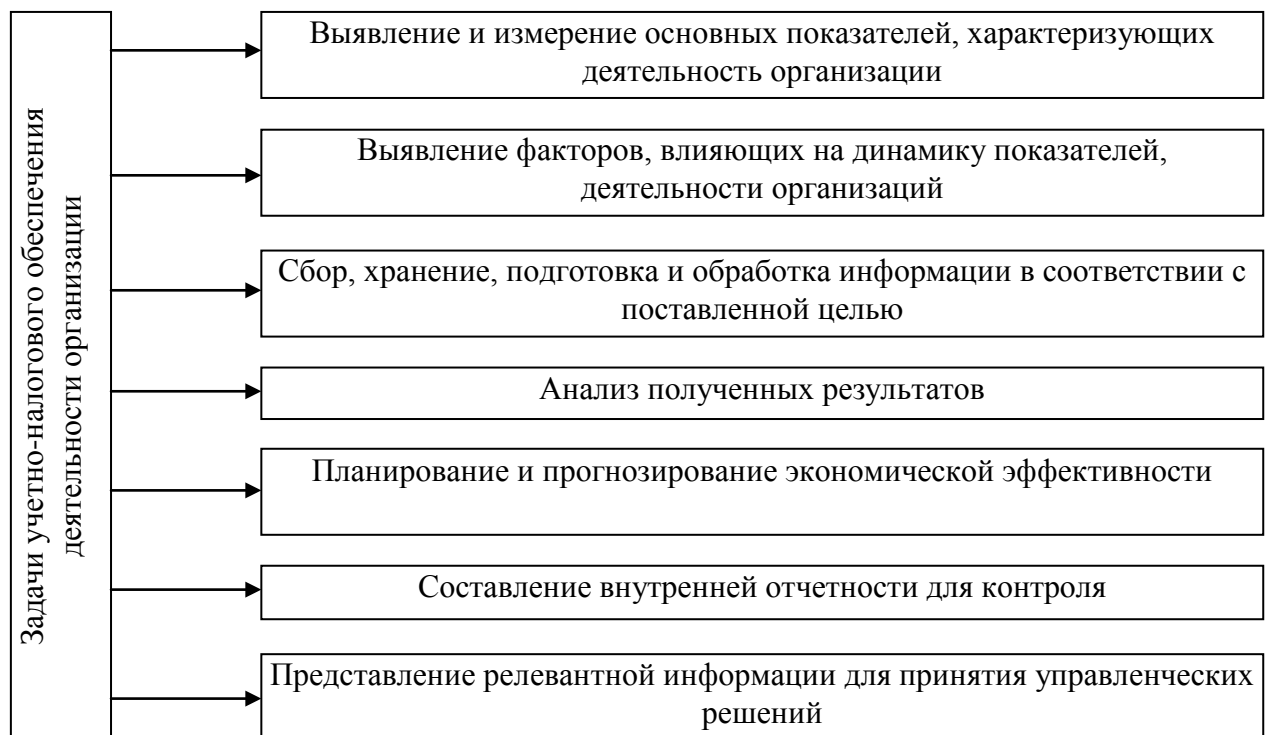 Задачи учетно-налогового обеспечения
деятельности организации
Выявление и измерение основных показателей, характеризующих
деятельность организации
Выявление факторов, влияющих на динамику показателей,
деятельности организаций
Сбор, хранение, подготовка и обработка информации в соответствии с
поставленной целью
Анализ полученных результатов
Планирование и прогнозирование экономической эффективности
Составление внутренней отчетности для контроля
Представление релевантной информации для принятия управленческих
решений